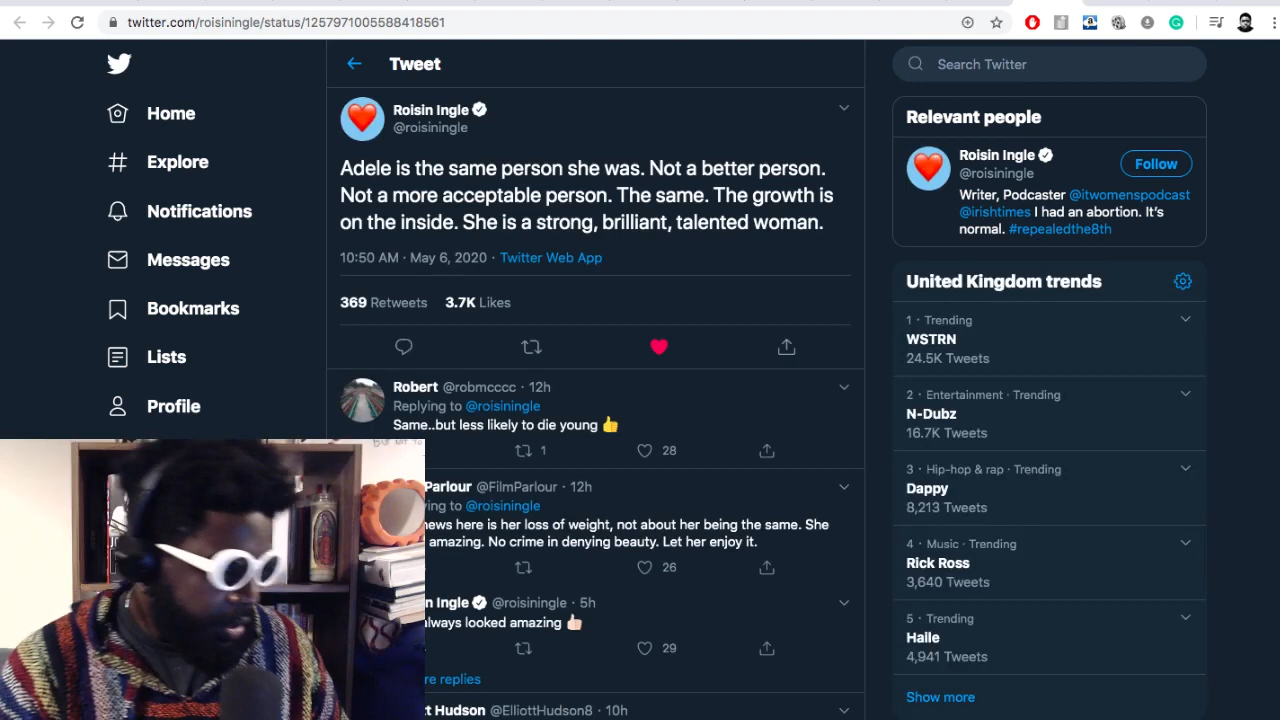 twitter.com/roisiningle/status/1257971005588418561
Tweet
Search Twitter
Home
Explore
Notifications
Messages
Bookmarks
Lists
Profile
Roisin Ingle
@roisiningle
Adele is the same person she was. Not a better person.
Not a more acceptable person. The same. The growth is
on the inside. She is a strong, brilliant, talented woman.
10:50 AM · May 6, 2020 · Twitter Web App
369 Retweets 3.7K Likes
Robert @robmcccc · 12h
Replying to @roisiningle
Same..but less likely to die young 👍
1 28
Parlour @FilmParlour · 12h
ying to @roisiningle
news here is her loss of weight, not about her being the same. She
amazing. No crime in denying beauty. Let her enjoy it.
26
n Ingle @roisiningle · 5h
always looked amazing 👍🏻
29
re replies
tt Hudson @ElliottHudson8 · 10h
Relevant people
Roisin Ingle
@roisiningle
Follow
Writer, Podcaster @itwomenspodcast
@irishtimes I had an abortion. It's
normal. #repealedthe8th
United Kingdom trends
1 · Trending
WSTRN
24.5K Tweets
2 · Entertainment · Trending
N-Dubz
16.7K Tweets
3 · Hip-hop & rap · Trending
Dappy
8,213 Tweets
4 · Music · Trending
Rick Ross
3,640 Tweets
5 · Trending
Haile
4,941 Tweets
Show more